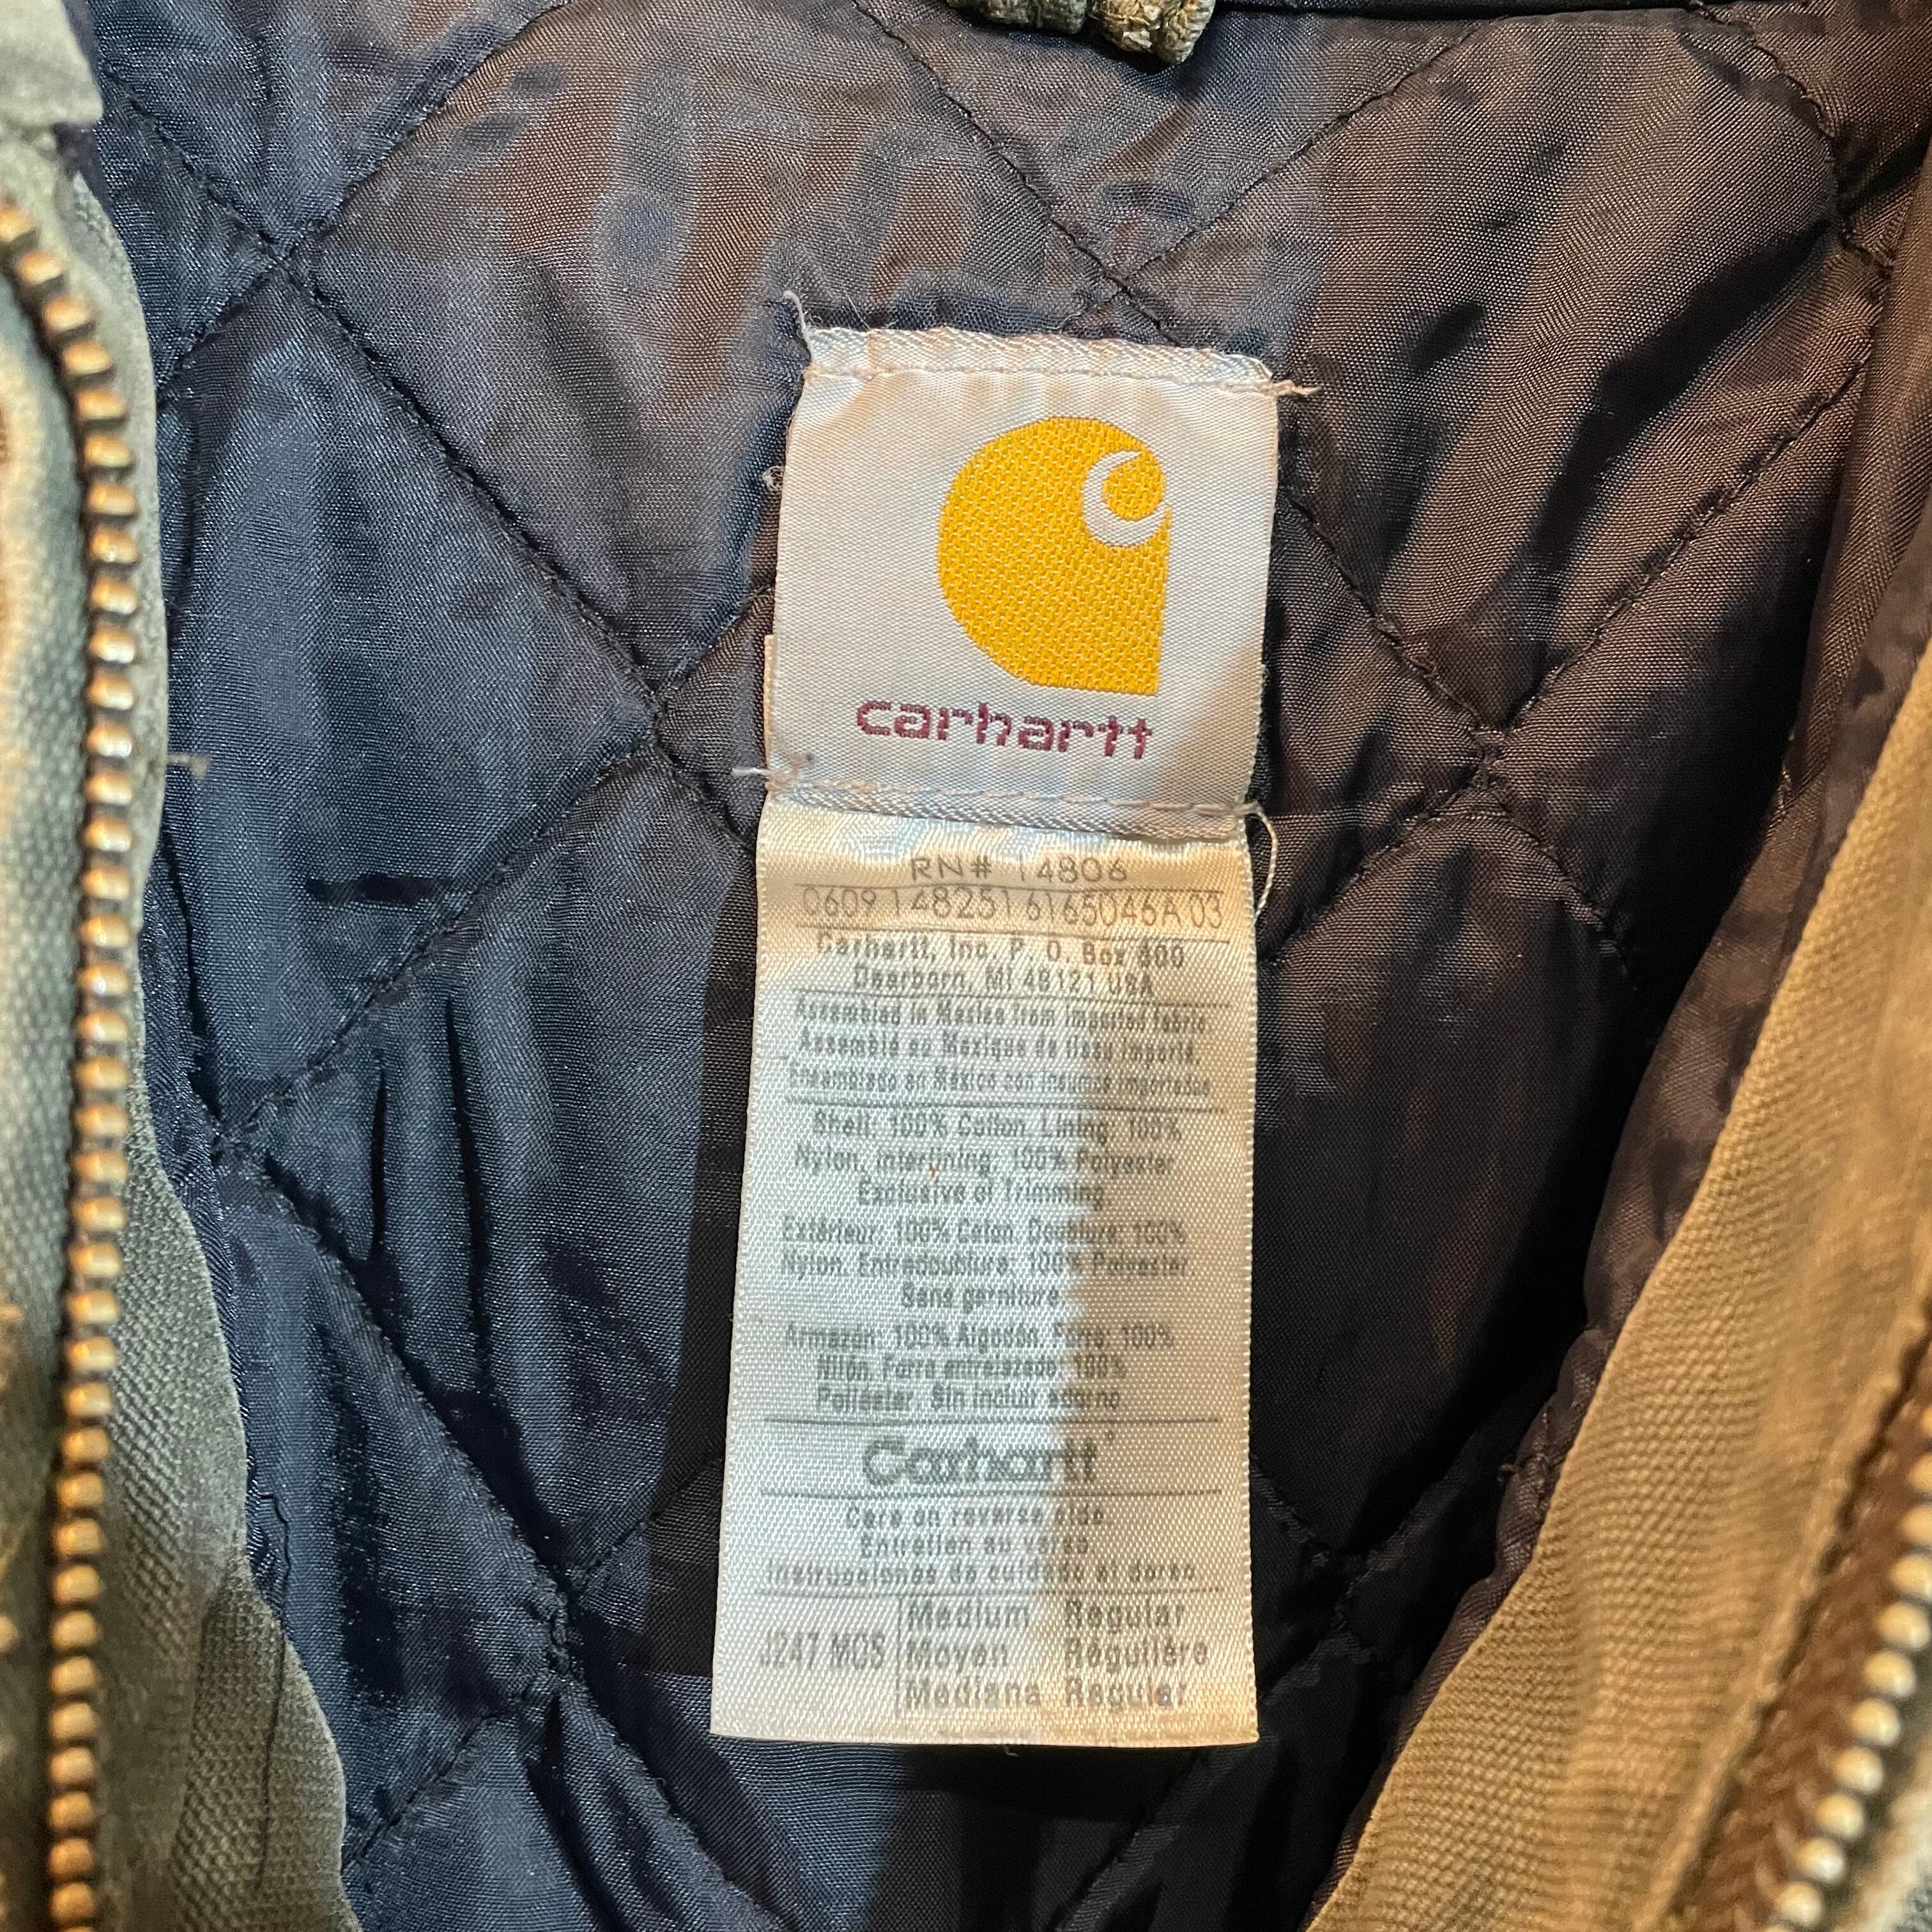 carhartt
RN# 14806
0609148251616504 6A 03
Carhartt, Inc. P. O. Box 600
Dearborn, MI 48121 USA
Assembled in Mexico from imported fabric
Assemblé au Mexique de tissu importé.
Ensamblado en México con insumos importados
Shell: 100% Cotton, Lining 100%
Nylon, Interlining, 100% Polyester
Exclusive of Trimming.
Extérieur: 100% Coton, Doublure: 100%
Nylon, Entredoublure, 100% Polyester
Sans garniture.
Armazón: 100% Algodón, Forro: 100%
Nilón, Forro entrelazado 100%
Poliéster, Sin incluir adorno
Carhartt
Care on reverse side.
Entretien au verso
Instrucciones de cuidado al dorso
J247 MOS
Medium Regular
Moyen Régulière
Mediana Regular